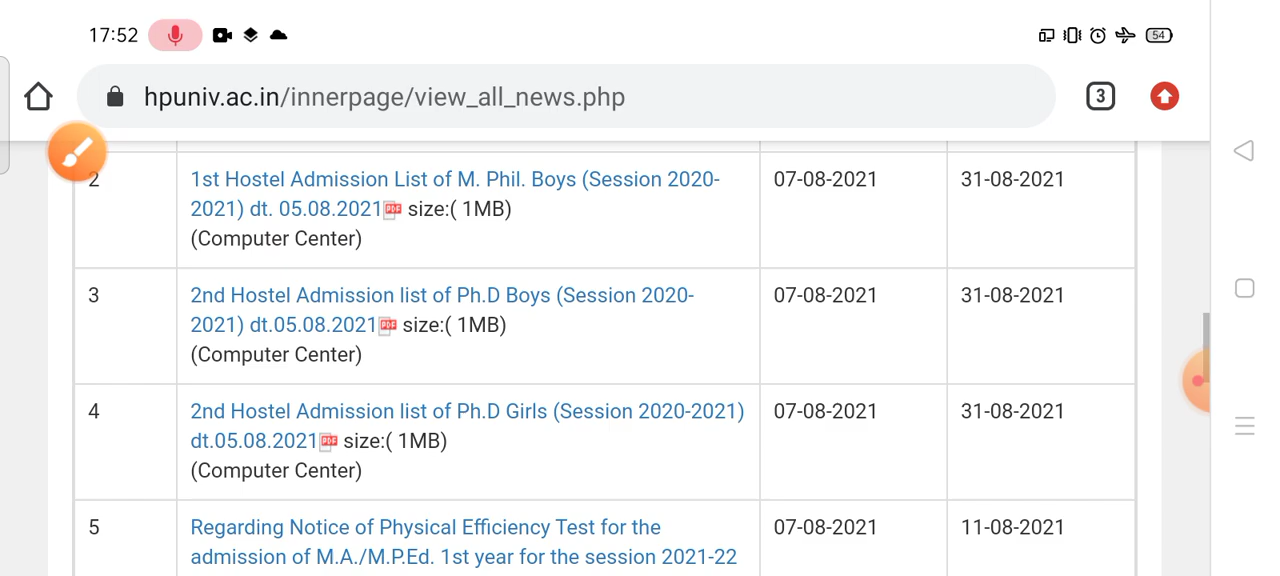 17:52
54
hpuniv.ac.in/innerpage/view_all_news.php
3
2
1st Hostel Admission List of M. Phil. Boys (Session 2020-
2021) dt. 05.08.2021 PDF size:( 1MB)
(Computer Center)
07-08-2021
31-08-2021
3
2nd Hostel Admission list of Ph.D Boys (Session 2020-
2021) dt.05.08.2021 PDF size:( 1MB)
(Computer Center)
07-08-2021
31-08-2021
4
2nd Hostel Admission list of Ph.D Girls (Session 2020-2021)
dt.05.08.2021 PDF size:( 1MB)
(Computer Center)
07-08-2021
31-08-2021
5
Regarding Notice of Physical Efficiency Test for the
admission of M.A./M.P.Ed. 1st year for the session 2021-22
07-08-2021
11-08-2021